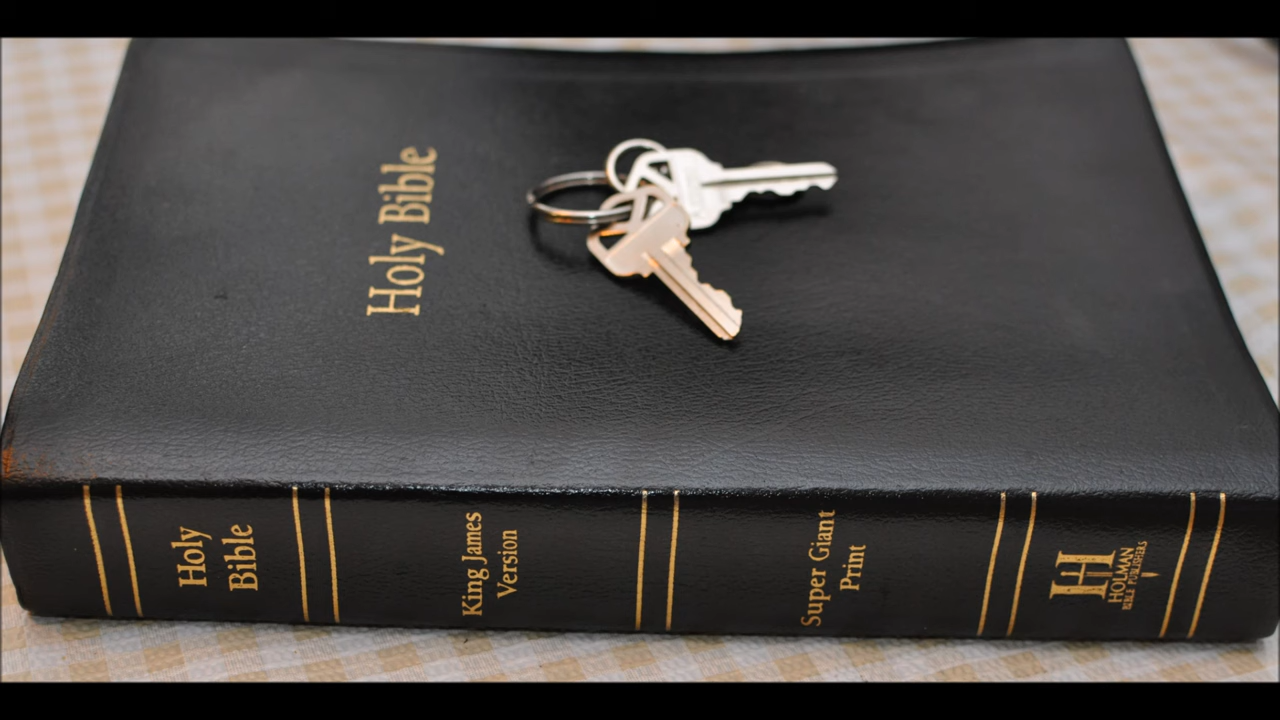 Holy Bible
Holy
Bible
King James
Version
Super Giant
Print
HOLMAN
BIBLE PUBLISHERS